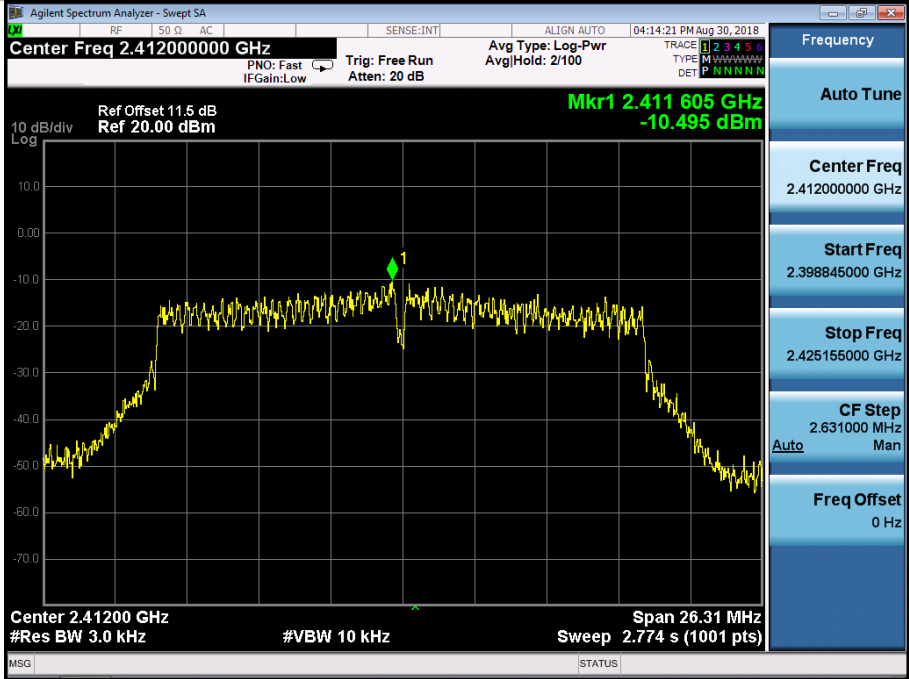 Agilent Spectrum Analyzer - Swept SA
LXI RF 50 Ω AC SENSE:INT ALIGN AUTO 04:14:21 PM Aug 30, 2018
Center Freq 2.412000000 GHz
PNO: Fast
IFGain:Low
Trig: Free Run
Atten: 20 dB
Avg Type: Log-Pwr
Avg|Hold: 2/100
TRACE 1 2 3 4 5 6
TYPE M WWWWW
DET P N N N N N
Frequency
Auto Tune
Center Freq
2.412000000 GHz
Start Freq
2.398845000 GHz
Stop Freq
2.425155000 GHz
CF Step
2.631000 MHz
Auto Man
Freq Offset
0 Hz
Mkr1 2.411 605 GHz
-10.495 dBm
Ref Offset 11.5 dB
10 dB/div Ref 20.00 dBm
Log
10.0
0.00
1
-10.0
-20.0
-30.0
-40.0
-50.0
-60.0
-70.0
Center 2.41200 GHz Span 26.31 MHz
#Res BW 3.0 kHz #VBW 10 kHz Sweep 2.774 s (1001 pts)
MSG STATUS